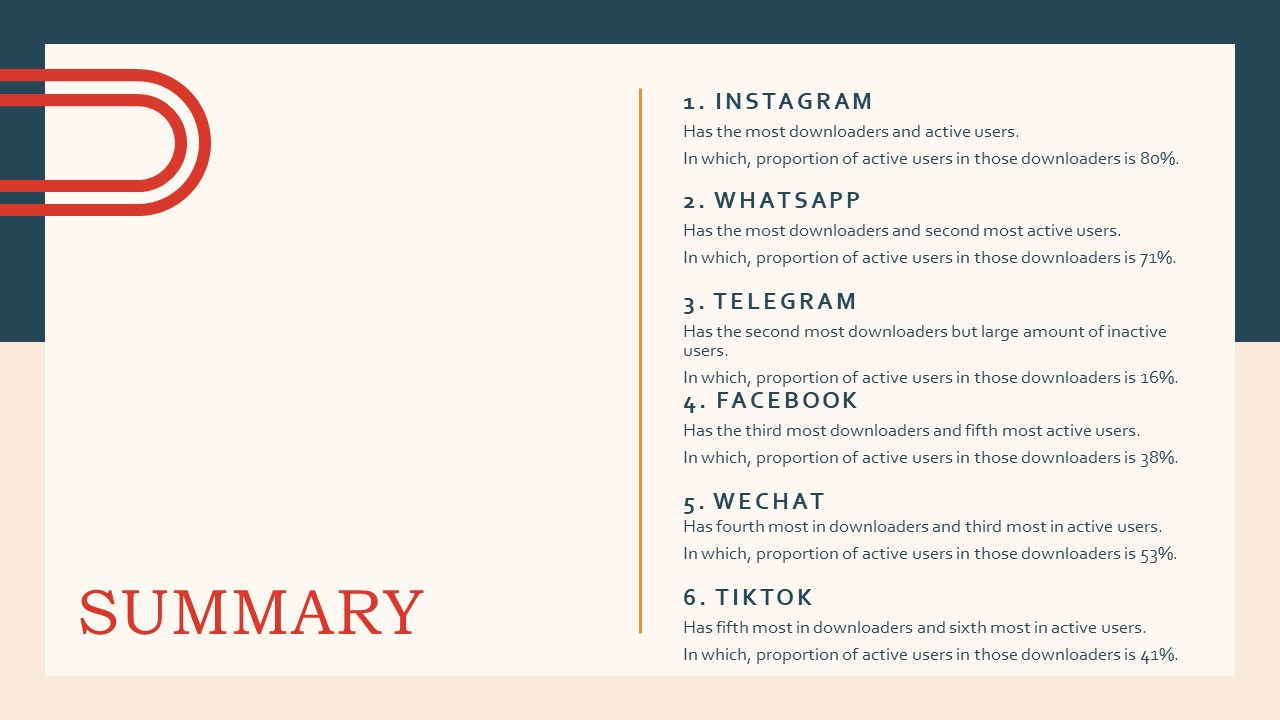 SUMMARY
1. INSTAGRAM
Has the most downloaders and active users.
In which, proportion of active users in those downloaders is 80%.
2. WHATSAPP
Has the most downloaders and second most active users.
In which, proportion of active users in those downloaders is 71%.
3. TELEGRAM
Has the second most downloaders but large amount of inactive
users.
In which, proportion of active users in those downloaders is 16%.
4. FACEBOOK
Has the third most downloaders and fifth most active users.
In which, proportion of active users in those downloaders is 38%.
5. WECHAT
Has fourth most in downloaders and third most in active users.
In which, proportion of active users in those downloaders is 53%.
6. TIKTOK
Has fifth most in downloaders and sixth most in active users.
In which, proportion of active users in those downloaders is 41%.